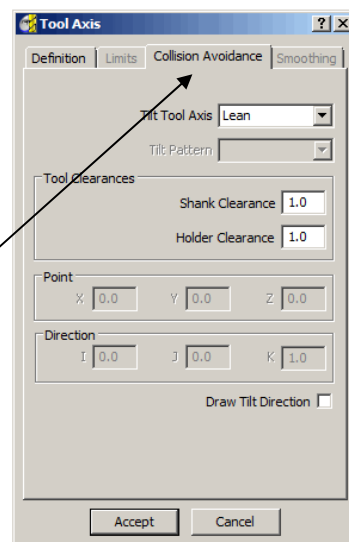 Tool Axis
Definition Limits Collision Avoidance Smoothing
Tilt Tool Axis Lean
Tilt Pattern
Tool Clearances
Shank Clearance 1.0
Holder Clearance 1.0
Point
X 0.0 Y 0.0 Z 0.0
Direction
I 0.0 J 0.0 K 1.0
Draw Tilt Direction
Accept Cancel